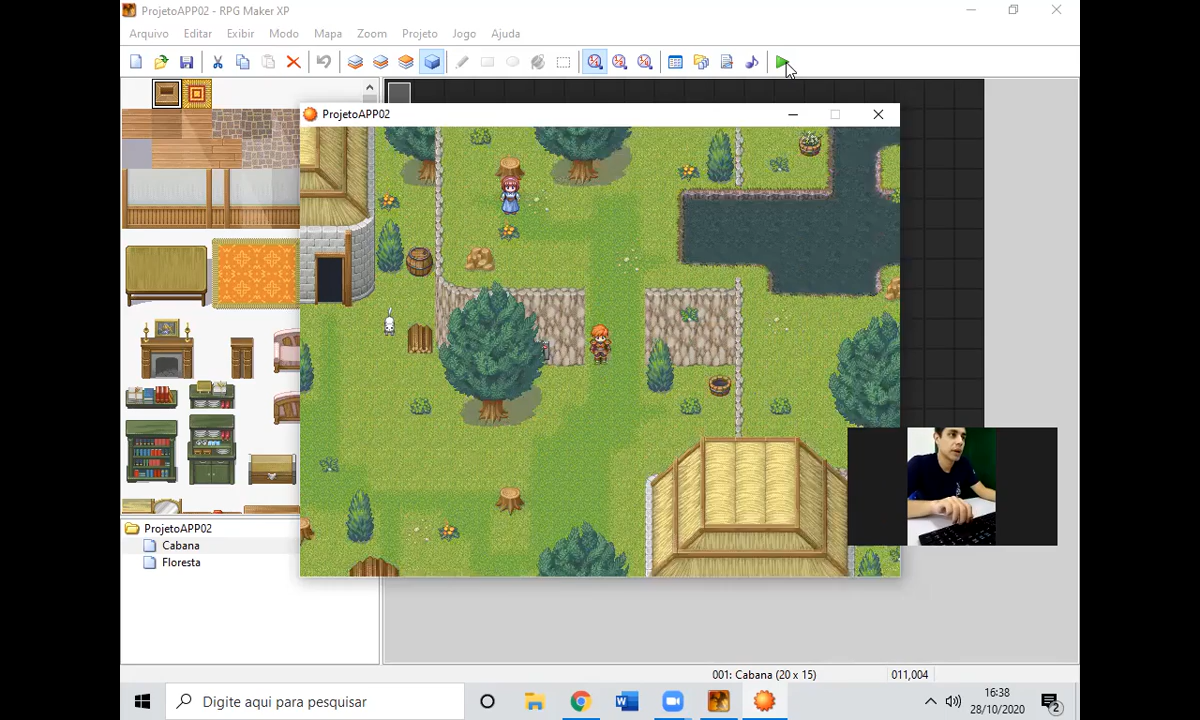 ProjetoAPP02 - RPG Maker XP
Arquivo Editar Exibir Modo Mapa Zoom Projeto Jogo Ajuda
ProjetoAPP02
ProjetoAPP02
Cabana
Floresta
001: Cabana (20 x 15) 011,004
Digite aqui para pesquisar
16:38
28/10/2020
2